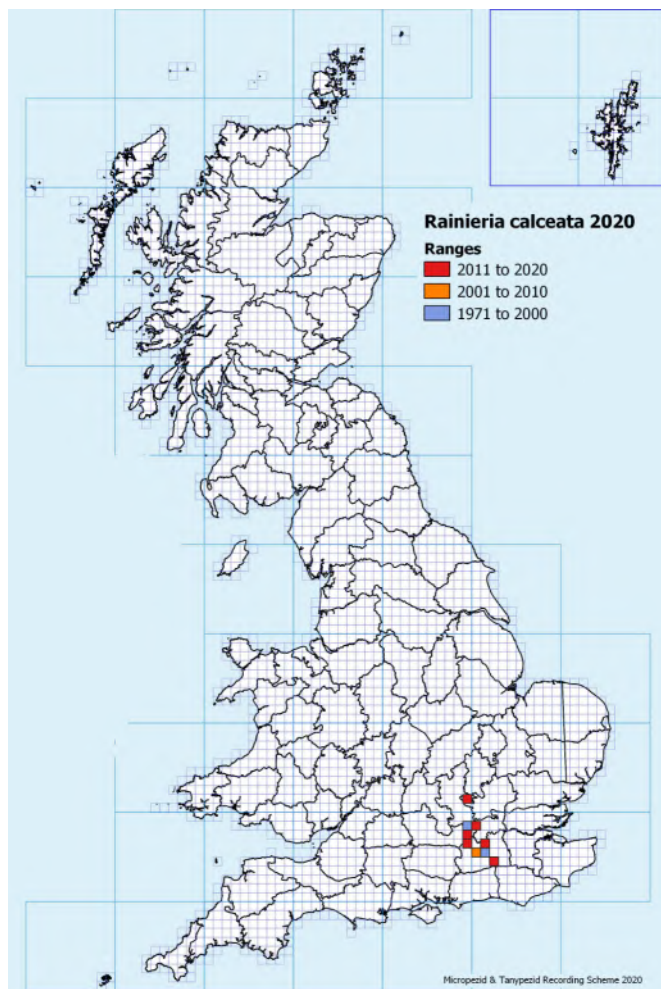 Rainieria calceata 2020
Ranges
2011 to 2020
2001 to 2010
1971 to 2000
Micropezid & Tanypezid Recording Scheme 2020